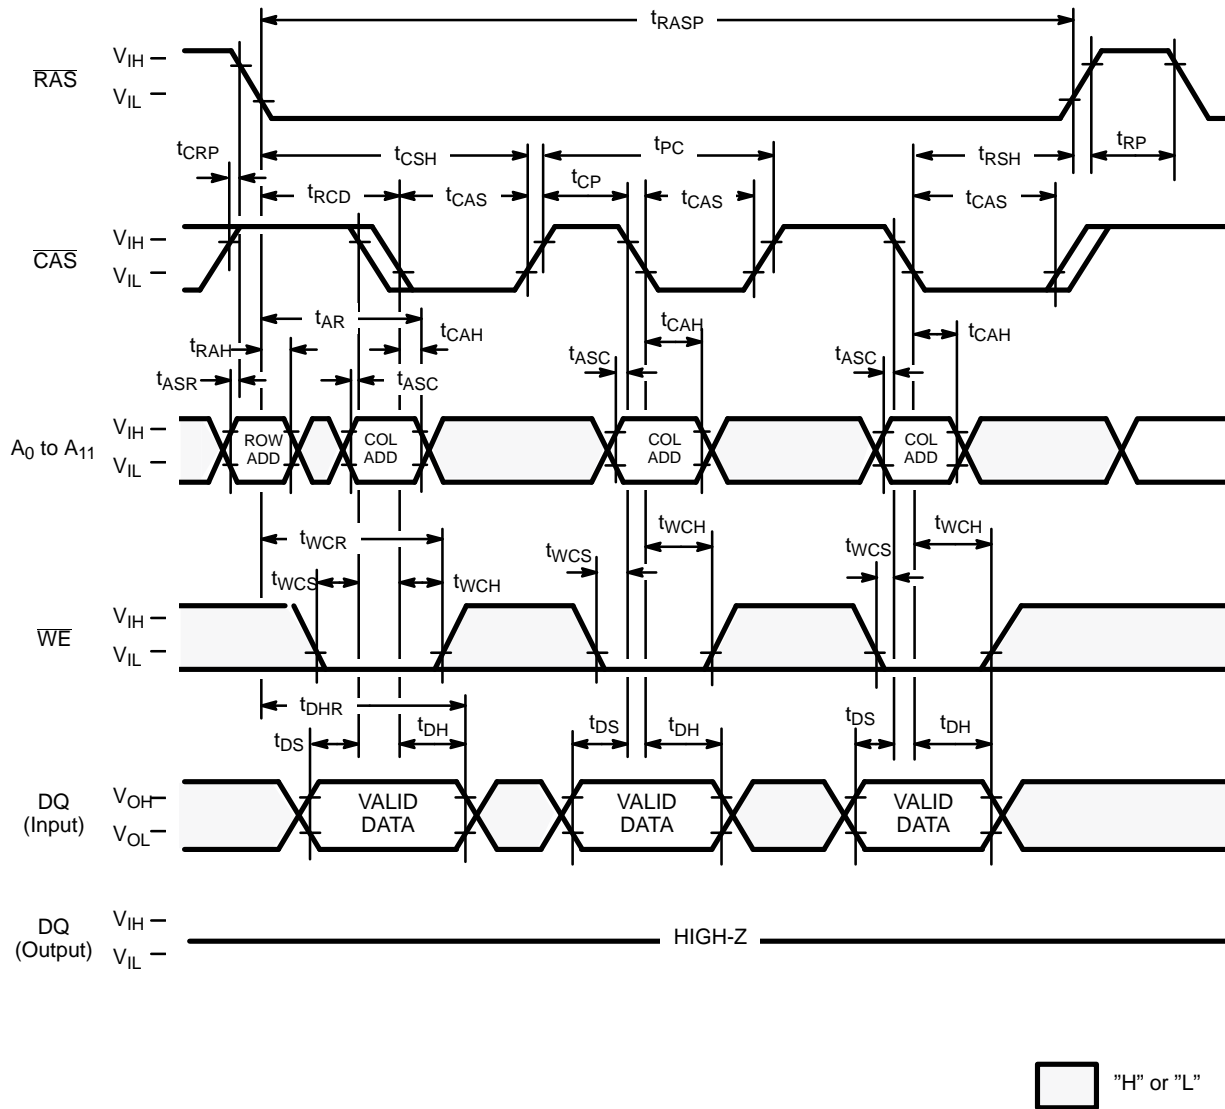 tRASP
RAS
VIH
VIL
tCRP
tCSH
tPC
tRSH
tRP
tRCD
tCAS
tCP
tCAS
tCAS
CAS
VIH
VIL
tAR
tCAH
tCAH
tCAH
tRAH
tASR
tASC
tASC
tASC
A0 to A11
VIH
VIL
ROW ADD
COL ADD
COL ADD
COL ADD
tWCR
tWCH
tWCH
tWCS
tWCH
tWCS
tWCS
WE
VIH
VIL
tDHR
tDS
tDH
tDS
tDH
tDS
tDH
DQ (Input)
VOH
VOL
VALID DATA
VALID DATA
VALID DATA
DQ (Output)
VIH
VIL
HIGH-Z
”H” or ”L”